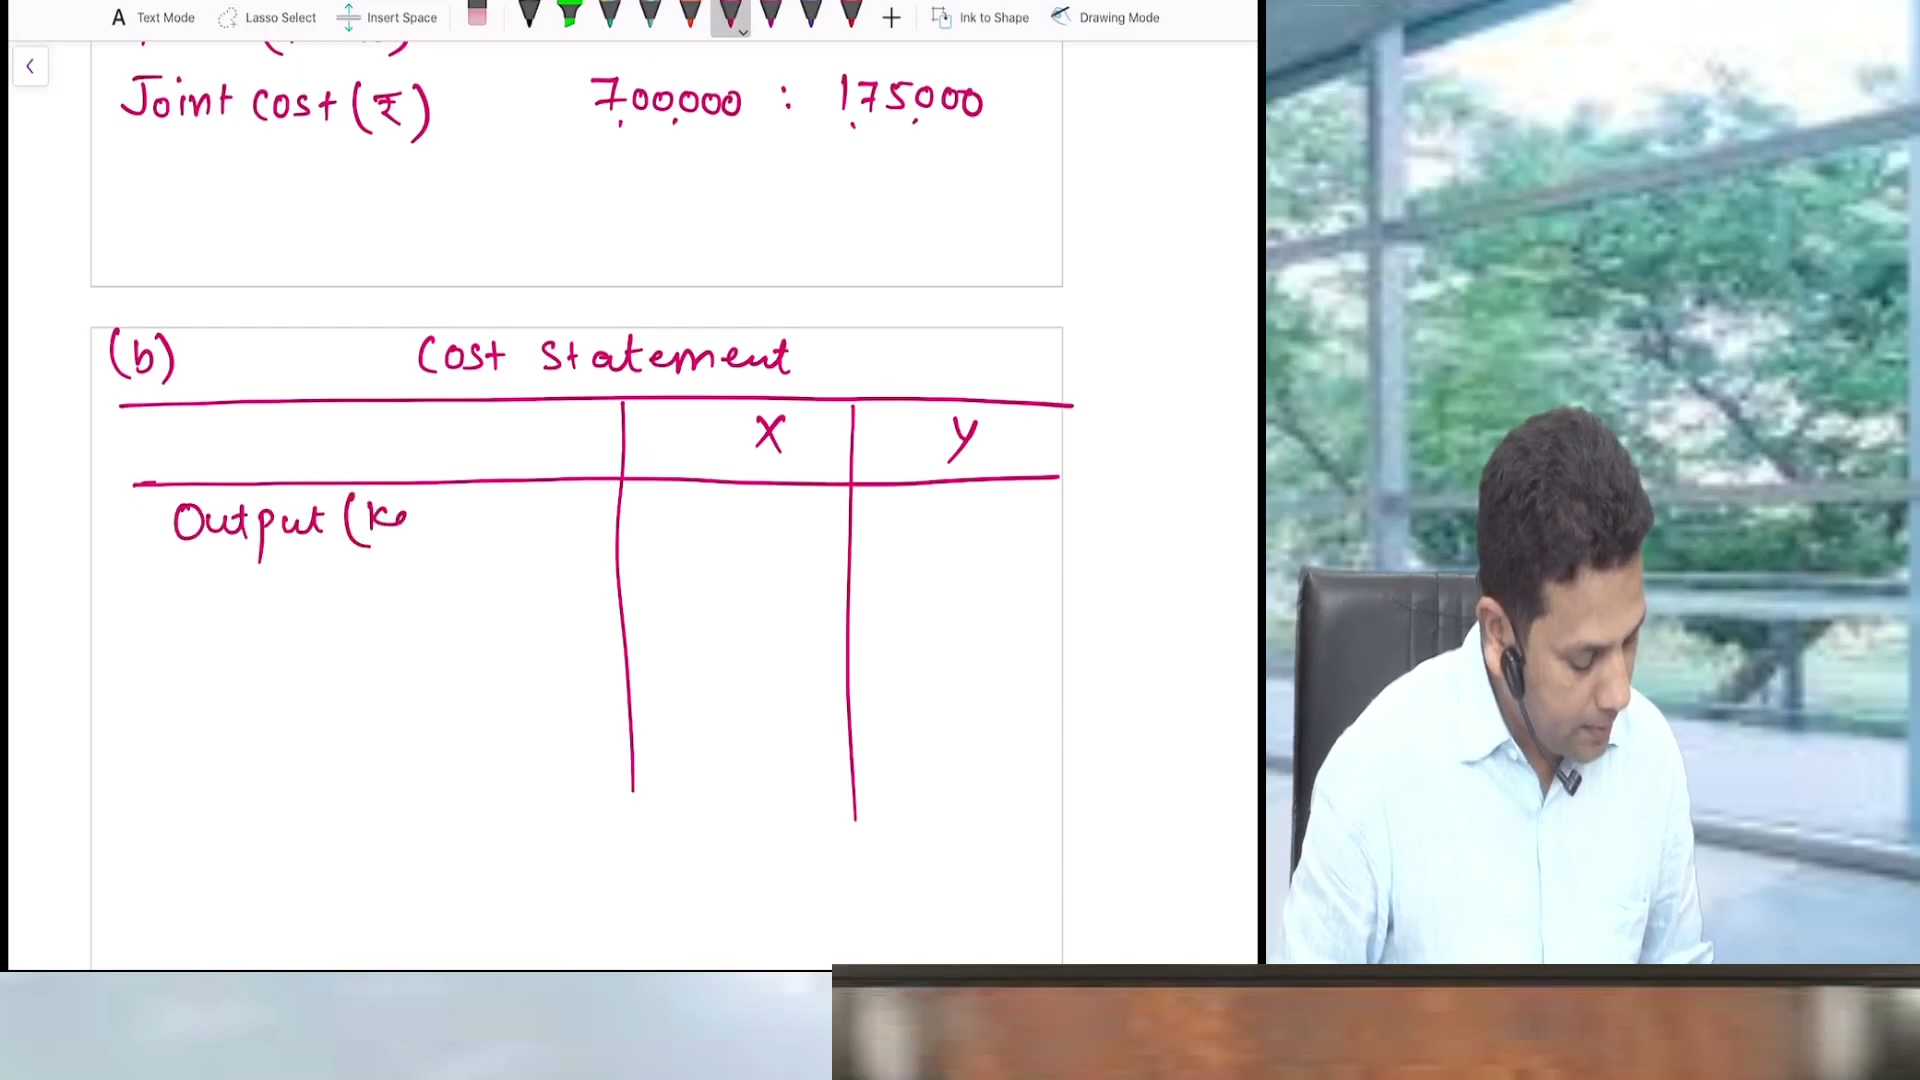 A Text Mode Lasso Select Insert Space Ink to Shape Drawing Mode
Joint cost (₹) 7,00,000 : 1,75,000
(b) Cost Statement
X Y
Output (K